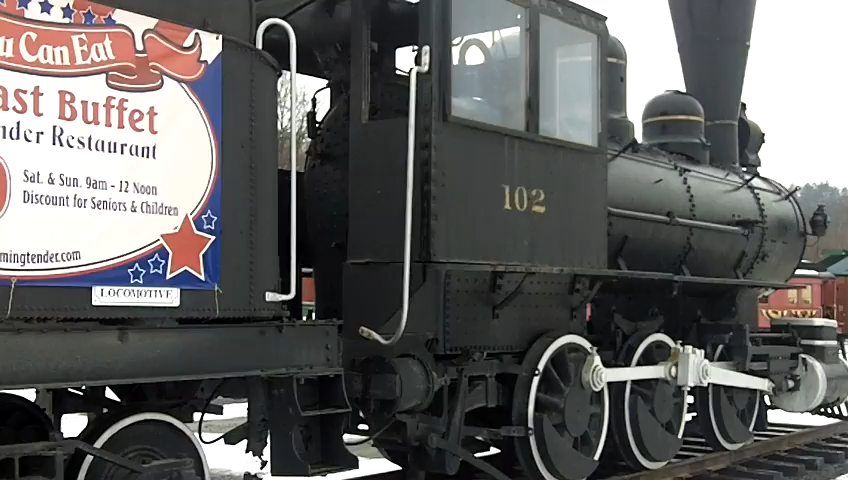 u Can Eat
ast Buffet
nder Restaurant
Sat. & Sun. 9am - 12 Noon
Discount for Seniors & Children
mingtender.com
LOCOMOTIVE
102